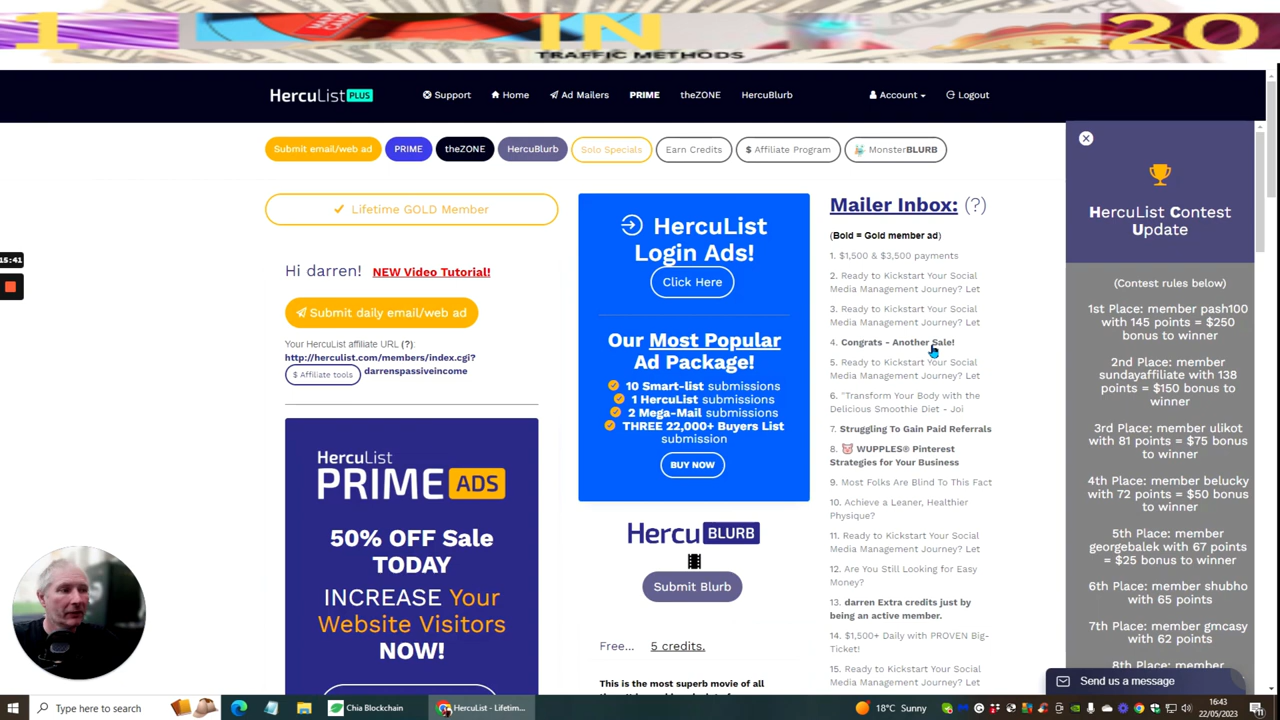 1 IN 20
TRAFFIC METHODS
HercuList PLUS
Support
Home
Ad Mailers
PRIME
theZONE
HercuBlurb
Account
Logout
Submit email/web ad
PRIME
theZONE
HercuBlurb
Solo Specials
Earn Credits
$ Affiliate Program
MonsterBLURB
15:41
Lifetime GOLD Member
Hi darren! NEW Video Tutorial!
Submit daily email/web ad
Your HercuList affiliate URL (?):
http://herculist.com/members/index.cgi?
$ Affiliate tools darrenspassiveincome
HercuList
PRIME ADS
50% OFF Sale
TODAY
INCREASE Your
Website Visitors
NOW!
HercuList
Login Ads!
Click Here
Our Most Popular
Ad Package!
10 Smart-list submissions
1 HercuList submissions
2 Mega-Mail submissions
THREE 22,000+ Buyers List
submission
BUY NOW
Hercu BLURB
Submit Blurb
Free... 5 credits.
This is the most superb movie of all
Mailer Inbox: (?)
(Bold = Gold member ad)
1. $1,500 & $3,500 payments
2. Ready to Kickstart Your Social
Media Management Journey? Let
3. Ready to Kickstart Your Social
Media Management Journey? Let
4. Congrats - Another Sale!
5. Ready to Kickstart Your Social
Media Management Journey? Let
6. "Transform Your Body with the
Delicious Smoothie Diet - Joi
7. Struggling To Gain Paid Referrals
8. WUPPLES® Pinterest
Strategies for Your Business
9. Most Folks Are Blind To This Fact
10. Achieve a Leaner, Healthier
Physique?
11. Ready to Kickstart Your Social
Media Management Journey? Let
12. Are You Still Looking for Easy
Money?
13. darren Extra credits just by
being an active member.
14. $1,500+ Daily with PROVEN Big-
Ticket!
15. Ready to Kickstart Your Social
Media Management Journey? Let
HercuList Contest
Update
(Contest rules below)
1st Place: member pash100
with 145 points = $250
bonus to winner
2nd Place: member
sundayaffiliate with 138
points = $150 bonus to
winner
3rd Place: member ulikot
with 81 points = $75 bonus
to winner
4th Place: member belucky
with 72 points = $50 bonus
to winner
5th Place: member
georgebalek with 67 points
= $25 bonus to winner
6th Place: member shubho
with 65 points
7th Place: member gmcasy
with 62 points
8th Place: member
Send us a message
Type here to search
Chia Blockchain
HercuList - Lifetim...
18°C Sunny
16:43
22/05/2023